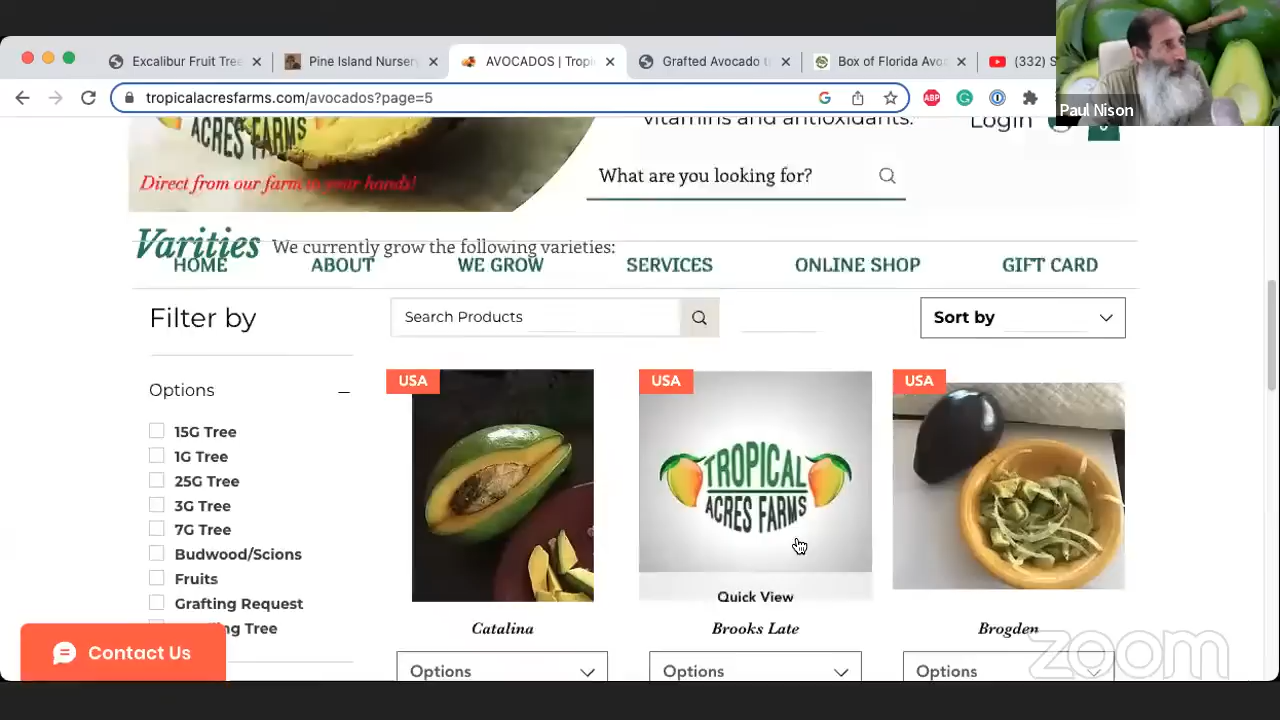 Excalibur Fruit Tree
Pine Island Nursery
AVOCADOS | Tropi
Grafted Avocado
Box of Florida Avo
(332) S
tropicalacresfarms.com/avocados?page=5
ABP
Paul Nison
ACRES FARMS
Direct from our farm to your hands!
vitamins and antioxidants.
Login
What are you looking for?
Varities We currently grow the following varieties:
HOME ABOUT WE GROW SERVICES ONLINE SHOP GIFT CARD
Filter by
Search Products
Sort by
Options
15G Tree
1G Tree
25G Tree
3G Tree
7G Tree
Budwood/Scions
Fruits
Grafting Request
Tree
USA
USA
USA
TROPICAL
ACRES FARMS
Quick View
Catalina
Brooks Late
Brogden
Options
Options
Options
Contact Us
zoom